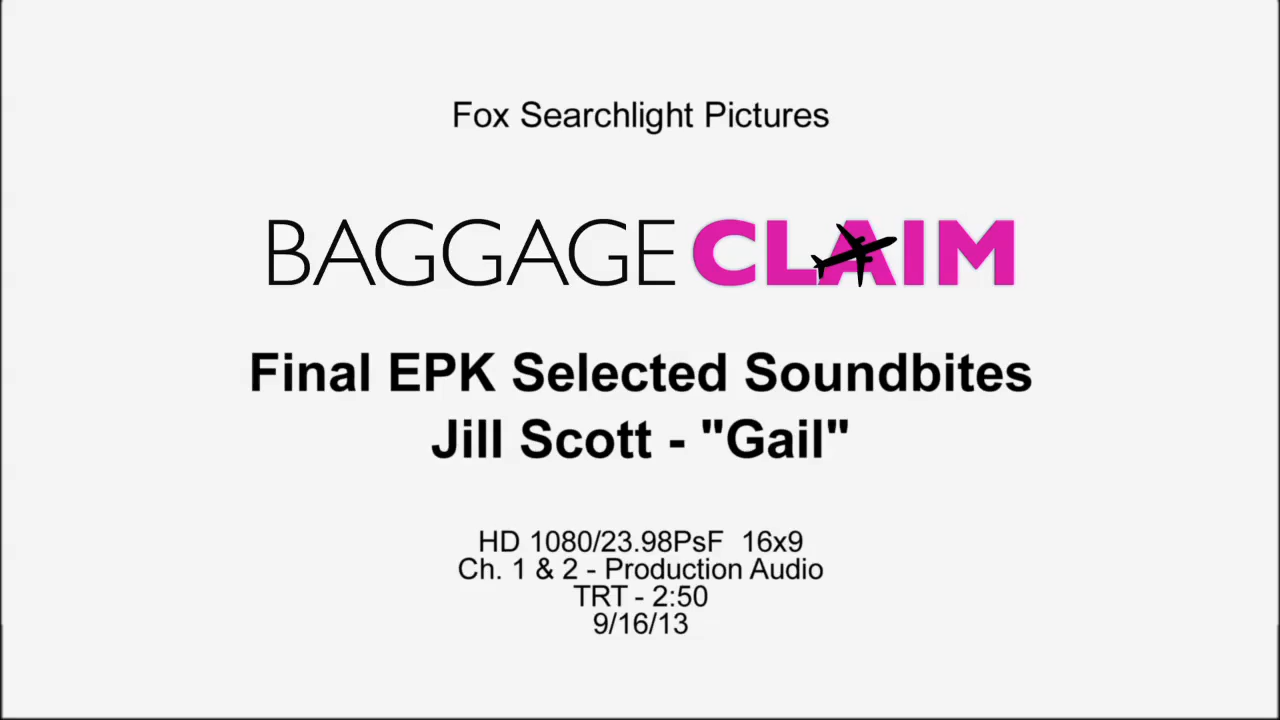 Fox Searchlight Pictures
BAGGAGE CLAIM
Final EPK Selected Soundbites
Jill Scott - "Gail"
HD 1080/23.98PsF 16x9
Ch. 1 & 2 - Production Audio
TRT - 2:50
9/16/13